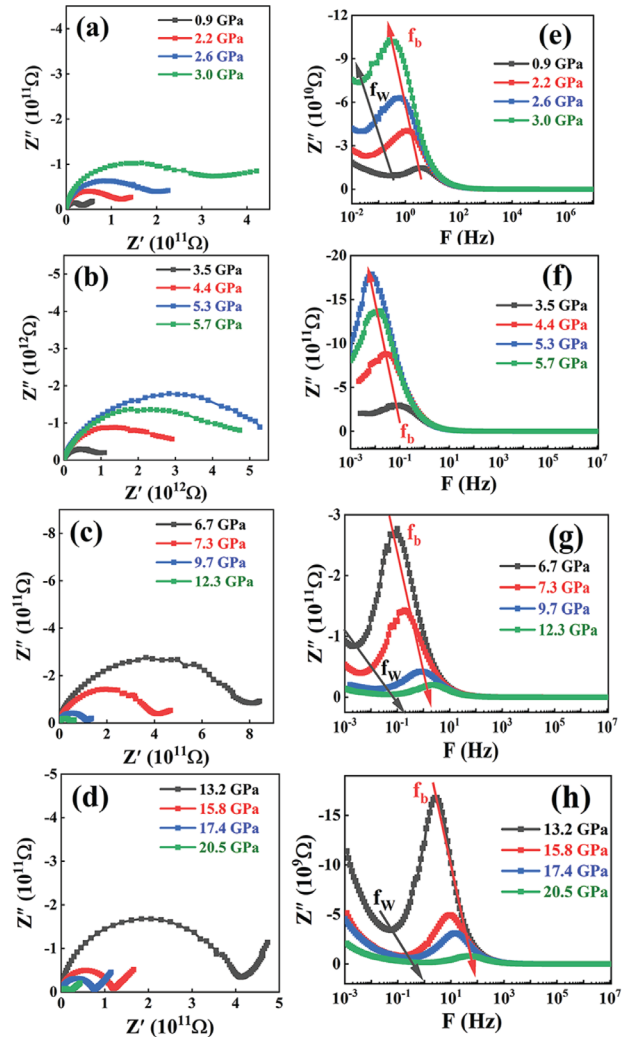 (a)
0.9 GPa
2.2 GPa
2.6 GPa
3.0 GPa
-4
-3
-2
-1
0
Z″ (10¹¹Ω)
0 1 2 3 4
Z′ (10¹¹Ω)
(e)
f_b
f_W
0.9 GPa
2.2 GPa
2.6 GPa
3.0 GPa
-10
-6
-3
0
Z″ (10¹⁰Ω)
10⁻² 10⁰ 10² 10⁴ 10⁶
F (Hz)
(b)
3.5 GPa
4.4 GPa
5.3 GPa
5.7 GPa
-5
-4
-3
-2
-1
0
Z″ (10¹²Ω)
0 1 2 3 4 5
Z′ (10¹²Ω)
(f)
3.5 GPa
4.4 GPa
5.3 GPa
5.7 GPa
f_b
-20
-15
-10
-5
0
Z″ (10¹¹Ω)
10⁻³ 10⁻¹ 10¹ 10³ 10⁵ 10⁷
F (Hz)
(c)
6.7 GPa
7.3 GPa
9.7 GPa
12.3 GPa
-8
-6
-4
-2
0
Z″ (10¹¹Ω)
0 2 4 6 8
Z′ (10¹¹Ω)
(g)
f_b
f_W
6.7 GPa
7.3 GPa
9.7 GPa
12.3 GPa
-3
-2
-1
0
Z″ (10¹¹Ω)
10⁻³ 10⁻¹ 10¹ 10³ 10⁵ 10⁷
F (Hz)
(d)
13.2 GPa
15.8 GPa
17.4 GPa
20.5 GPa
-5
-4
-3
-2
-1
0
Z″ (10¹¹Ω)
0 1 2 3 4 5
Z′ (10¹¹Ω)
(h)
f_b
f_W
13.2 GPa
15.8 GPa
17.4 GPa
20.5 GPa
-15
-10
-5
0
Z″ (10⁹Ω)
10⁻³ 10⁻¹ 10¹ 10³ 10⁵ 10⁷
F (Hz)